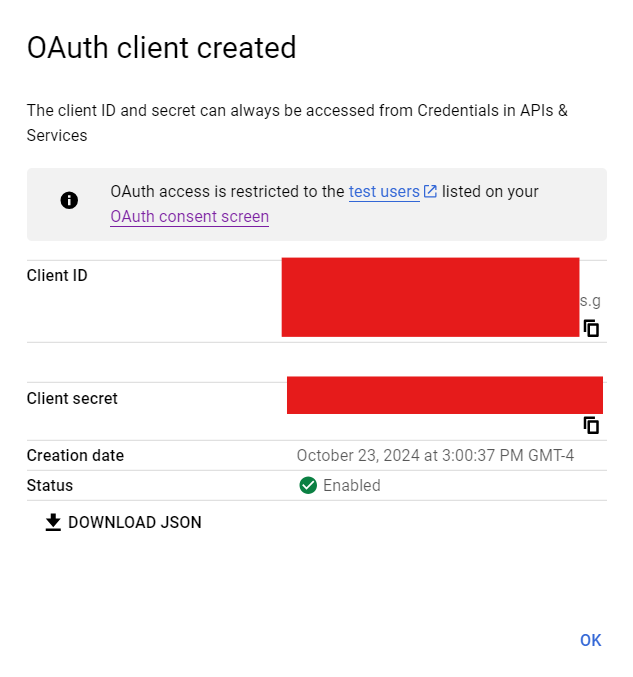 OAuth client created
The client ID and secret can always be accessed from Credentials in APIs &
Services
OAuth access is restricted to the test users listed on your
OAuth consent screen
Client ID
s.g
Client secret
Creation date October 23, 2024 at 3:00:37 PM GMT-4
Status Enabled
DOWNLOAD JSON
OK